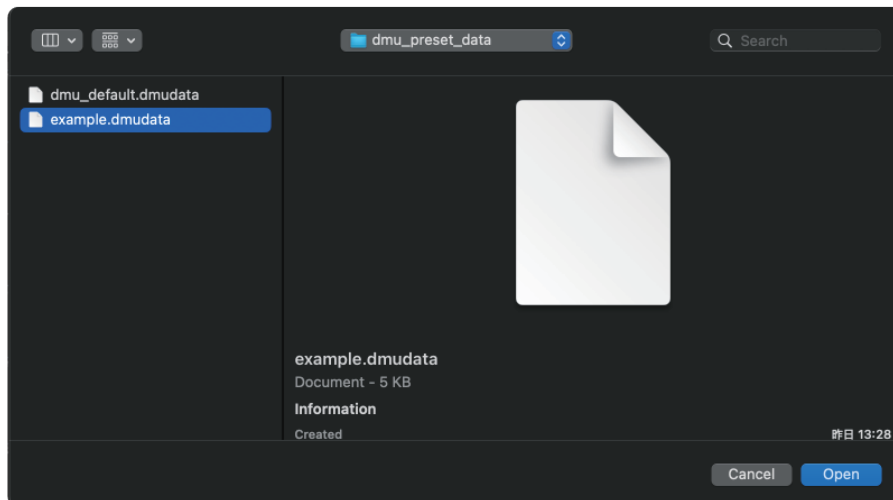 dmu_preset_data
Search
dmu_default.dmudata
example.dmudata
example.dmudata
Document - 5 KB
Information
Created 昨日 13:28
Cancel Open